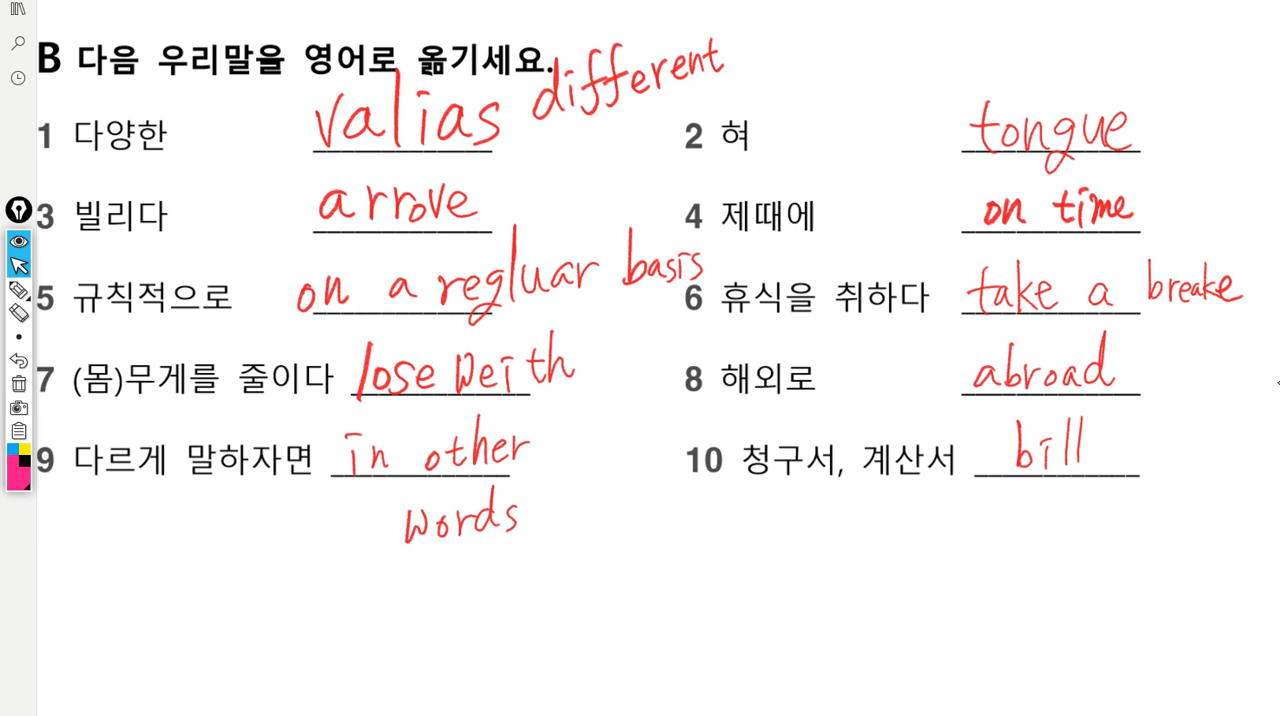 B 다음 우리말을 영어로 옮기세요.
1 다양한 valias different
2 혀 tongue
3 빌리다 arrove
4 제때에 on time
5 규칙적으로 on a regluar basis
6 휴식을 취하다 take a breake
7 (몸)무게를 줄이다 lose weith
8 해외로 abroad
9 다르게 말하자면 in other
words
10 청구서, 계산서 bill